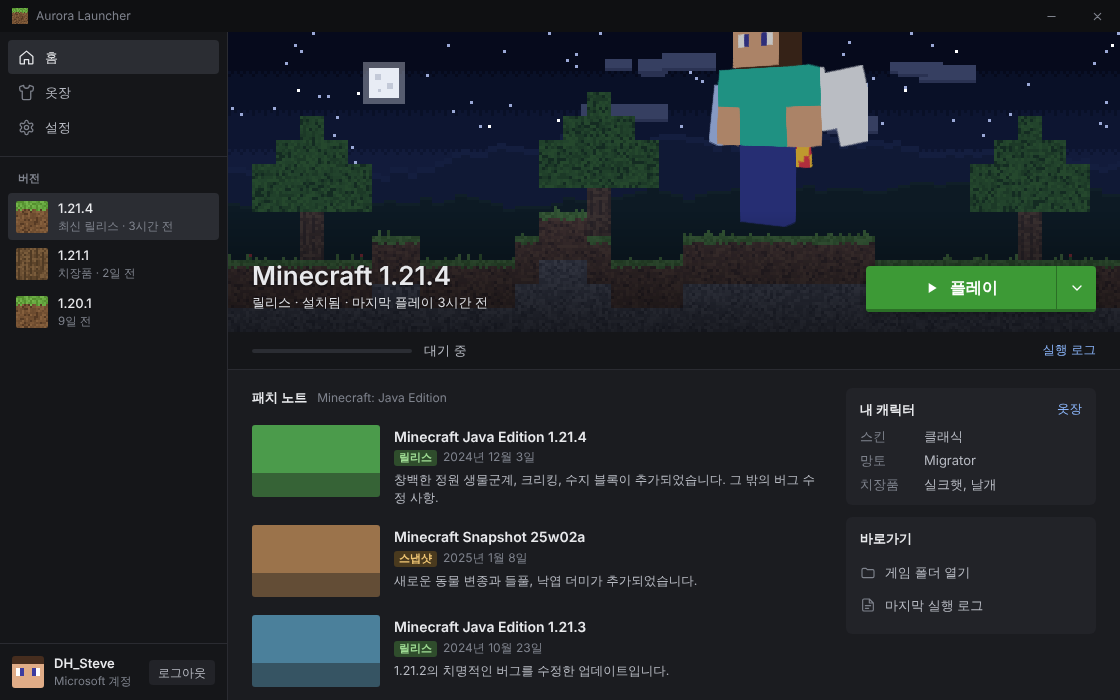 Aurora Launcher
홈
옷장
설정
버전
1.21.4
최신 릴리스 · 3시간 전
1.21.1
치장품 · 2일 전
1.20.1
9일 전
DH_Steve
Microsoft 계정
로그아웃
Minecraft 1.21.4
릴리스 · 설치됨 · 마지막 플레이 3시간 전
플레이
대기 중
실행 로그
패치 노트 Minecraft: Java Edition
Minecraft Java Edition 1.21.4
릴리스 2024년 12월 3일
창백한 정원 생물군계, 크리킹, 수지 블록이 추가되었습니다. 그 밖의 버그 수
정 사항.
Minecraft Snapshot 25w02a
스냅샷 2025년 1월 8일
새로운 동물 변종과 들풀, 낙엽 더미가 추가되었습니다.
Minecraft Java Edition 1.21.3
릴리스 2024년 10월 23일
1.21.2의 치명적인 버그를 수정한 업데이트입니다.
내 캐릭터 옷장
스킨 클래식
망토 Migrator
치장품 실크햇, 날개
바로가기
게임 폴더 열기
마지막 실행 로그